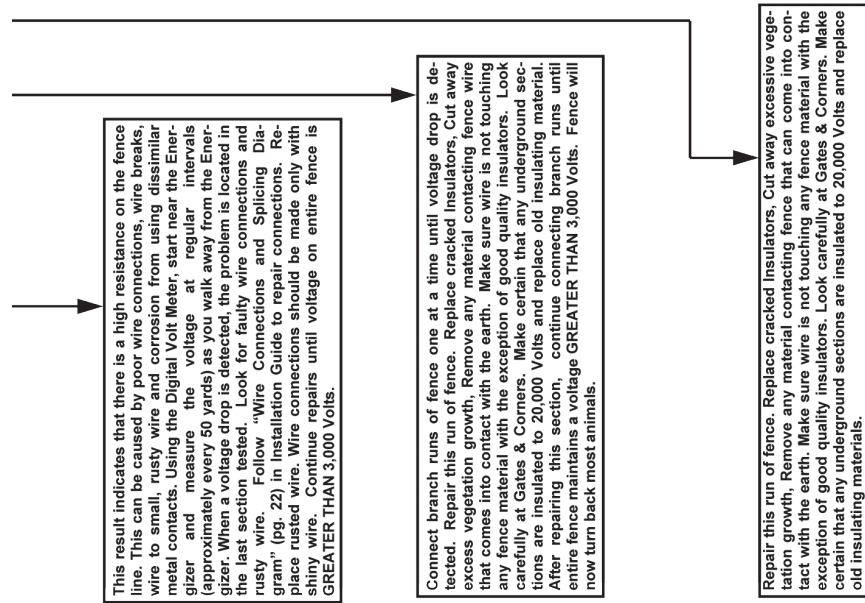 This result indicates that there is a high resistance on the fence
line. This can be caused by poor wire connections, wire breaks,
wire to small, rusty wire and corrosion from using dissimilar
metal contacts. Using the Digital Volt Meter, start near the Ener-
gizer and measure the voltage at regular intervals
(approximately every 50 yards) as you walk away from the Ener-
gizer. When a voltage drop is detected, the problem is located in
the last section tested. Look for faulty wire connections and
rusty wire. Follow “Wire Connections and Splicing Dia-
gram” (pg. 22) in Installation Guide to repair connections. Re-
place rusted wire. Wire connections should be made only with
shiny wire. Continue repairs until voltage on entire fence is
GREATER THAN 3,000 Volts.
Connect branch runs of fence one at a time until voltage drop is de-
tected. Repair this run of fence. Replace cracked Insulators, Cut away
excess vegetation growth, Remove any material contacting fence wire
that comes into contact with the earth. Make sure wire is not touching
any fence material with the exception of good quality insulators. Look
carefully at Gates & Corners. Make certain that any underground sec-
tions are insulated to 20,000 Volts and replace old insulating material.
After repairing this section, continue connecting branch runs until
entire fence maintains a voltage GREATER THAN 3,000 Volts. Fence will
now turn back most animals.
Repair this run of fence. Replace cracked Insulators, Cut away excessive vege-
tation growth, Remove any material contacting fence that can come into con-
tact with the earth. Make sure wire is not touching any fence material with the
exception of good quality insulators. Look carefully at Gates & Corners. Make
certain that any underground sections are insulated to 20,000 Volts and replace
old insulating materials.